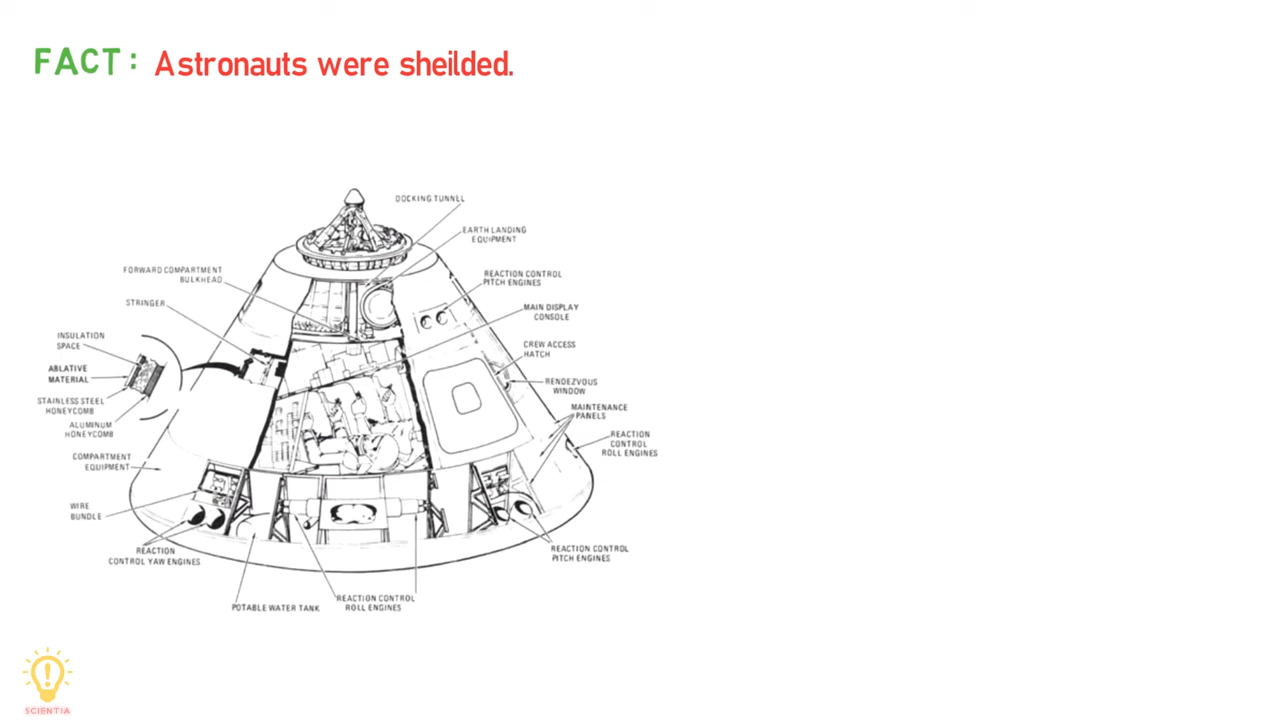 FACT : Astronauts were sheilded.
DOCKING TUNNEL
EARTH LANDING
EQUIPMENT
FORWARD COMPARTMENT
BULKHEAD
REACTION CONTROL
PITCH ENGINES
STRINGER
MAIN DISPLAY
CONSOLE
INSULATION
SPACE
CREW ACCESS
HATCH
ABLATIVE
MATERIAL
RENDEZVOUS
WINDOW
STAINLESS STEEL
HONEYCOMB
MAINTENANCE
PANELS
ALUMINUM
HONEYCOMB
REACTION
CONTROL
ROLL ENGINES
COMPARTMENT
EQUIPMENT
WIRE
BUNDLE
REACTION
CONTROL YAW ENGINES
REACTION CONTROL
PITCH ENGINES
POTABLE WATER TANK
REACTION CONTROL
ROLL ENGINES
SCIENTIA